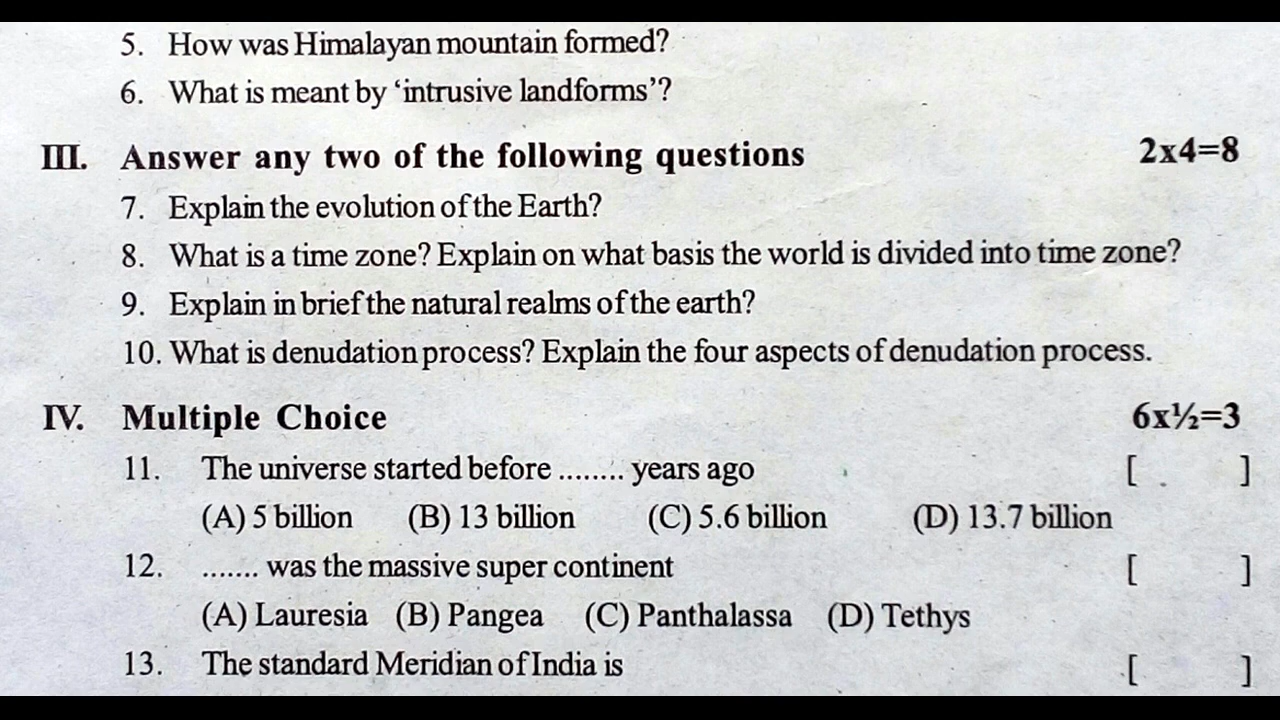 5. How was Himalayan mountain formed?
6. What is meant by ‘intrusive landforms’?
III. Answer any two of the following questions 2x4=8
7. Explain the evolution of the Earth?
8. What is a time zone? Explain on what basis the world is divided into time zone?
9. Explain in brief the natural realms of the earth?
10. What is denudation process? Explain the four aspects of denudation process.
IV. Multiple Choice 6x½=3
11. The universe started before ........ years ago [ ]
(A) 5 billion (B) 13 billion (C) 5.6 billion (D) 13.7 billion
12. ....... was the massive super continent [ ]
(A) Lauresia (B) Pangea (C) Panthalassa (D) Tethys
13. The standard Meridian of India is [ ]